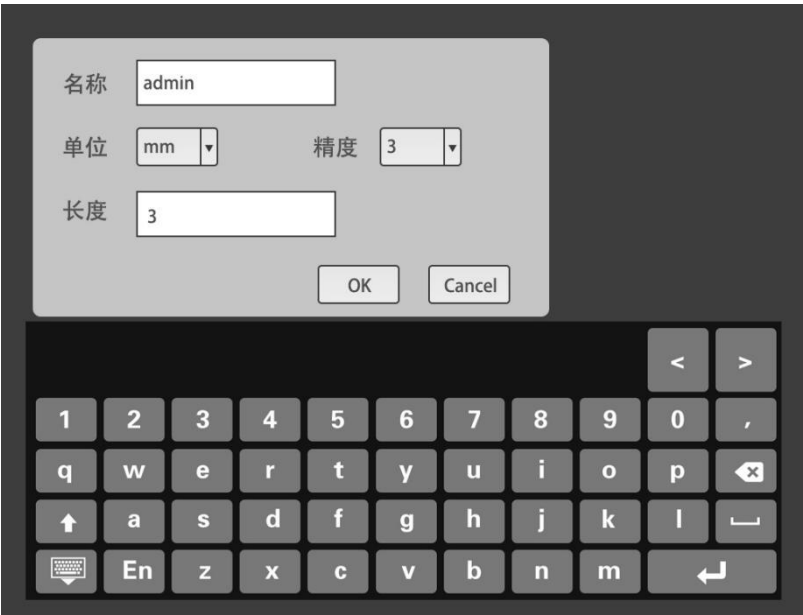 名称 admin
单位 mm 精度 3
长度 3
OK Cancel
< >
1 2 3 4 5 6 7 8 9 0 ,
q w e r t y u i o p
a s d f g h j k l
En z x c v b n m